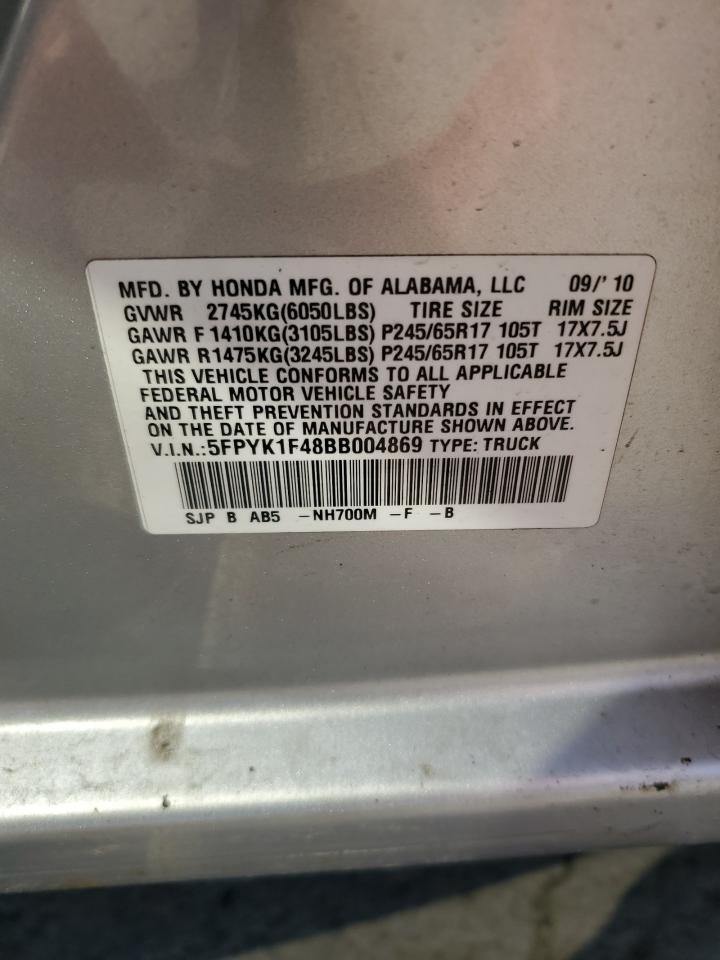 MFD. BY HONDA MFG. OF ALABAMA, LLC 09/' 10
GVWR 2745KG(6050LBS) TIRE SIZE RIM SIZE
GAWR F 1410KG(3105LBS) P245/65R17 105T 17X7.5J
GAWR R1475KG(3245LBS) P245/65R17 105T 17X7.5J
THIS VEHICLE CONFORMS TO ALL APPLICABLE
FEDERAL MOTOR VEHICLE SAFETY
AND THEFT PREVENTION STANDARDS IN EFFECT
ON THE DATE OF MANUFACTURE SHOWN ABOVE.
V.I.N.:5FPYK1F48BB004869 TYPE: TRUCK
SJP B AB5 -NH700M -F -B